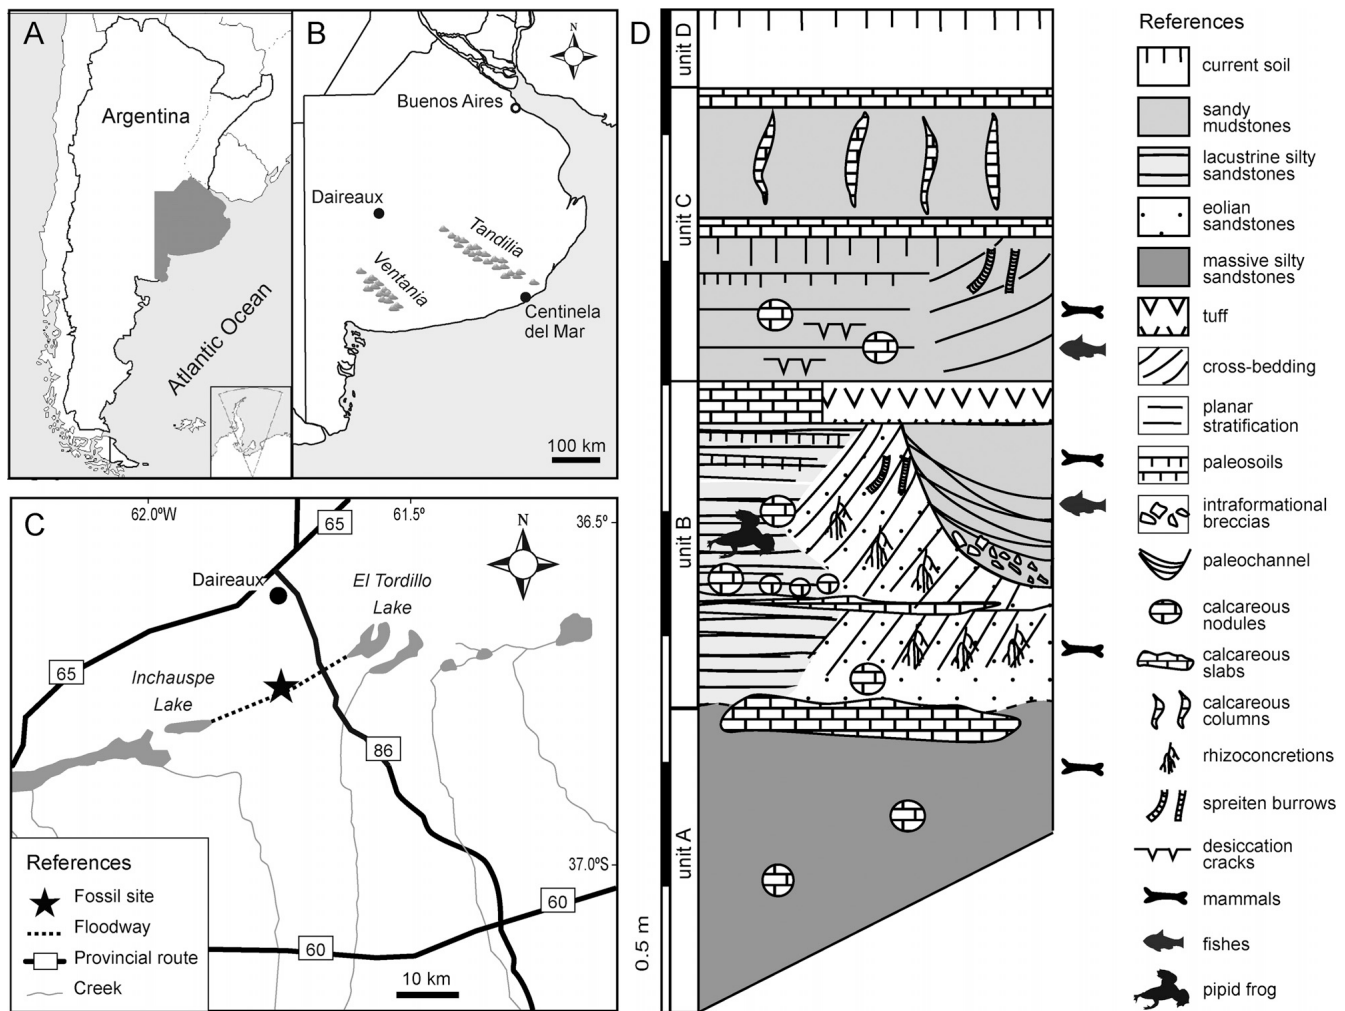 A
Argentina
Atlantic Ocean
B
N
Buenos Aires
Daireaux
Tandilia
Ventania
Centinela
del Mar
100 km
C
62.0ºW
65
61.5º
N
36.5º
Daireaux
El Tordillo
Lake
65
Inchauspe
Lake
86
37.0ºS
60
60
10 km
References
Fossil site
Floodway
Provincial route
Creek
D
unit D
unit C
unit B
unit A
0.5 m
References
current soil
sandy
mudstones
lacustrine silty
sandstones
eolian
sandstones
massive silty
sandstones
tuff
cross-bedding
planar
stratification
paleosoils
intraformational
breccias
paleochannel
calcareous
nodules
calcareous
slabs
calcareous
columns
rhizoconcretions
spreiten burrows
desiccation
cracks
mammals
fishes
pipid frog